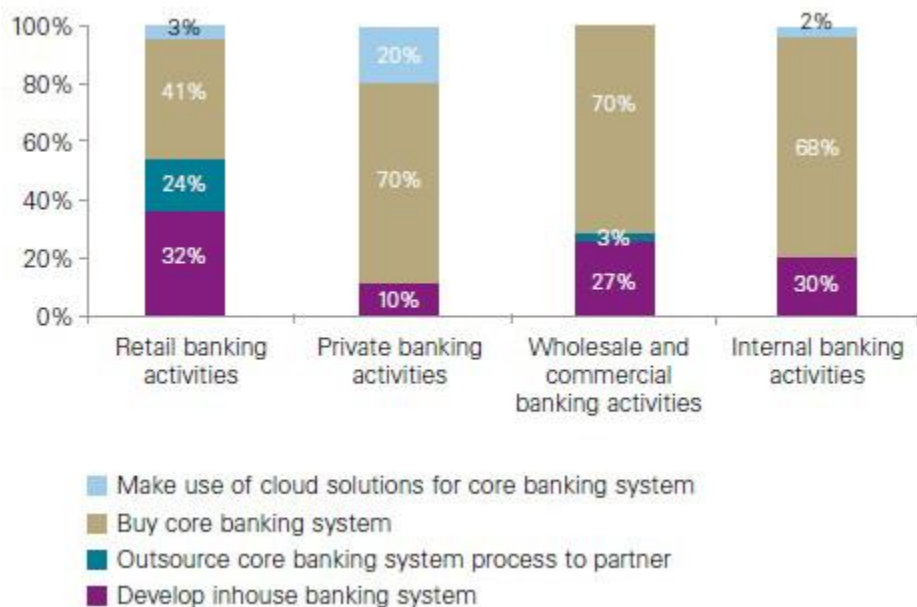 100%
80%
60%
40%
20%
0%
3%
41%
24%
32%
20%
70%
10%
70%
3%
27%
2%
68%
30%
Retail banking
activities
Private banking
activities
Wholesale and
commercial
banking activities
Internal banking
activities
Make use of cloud solutions for core banking system
Buy core banking system
Outsource core banking system process to partner
Develop inhouse banking system